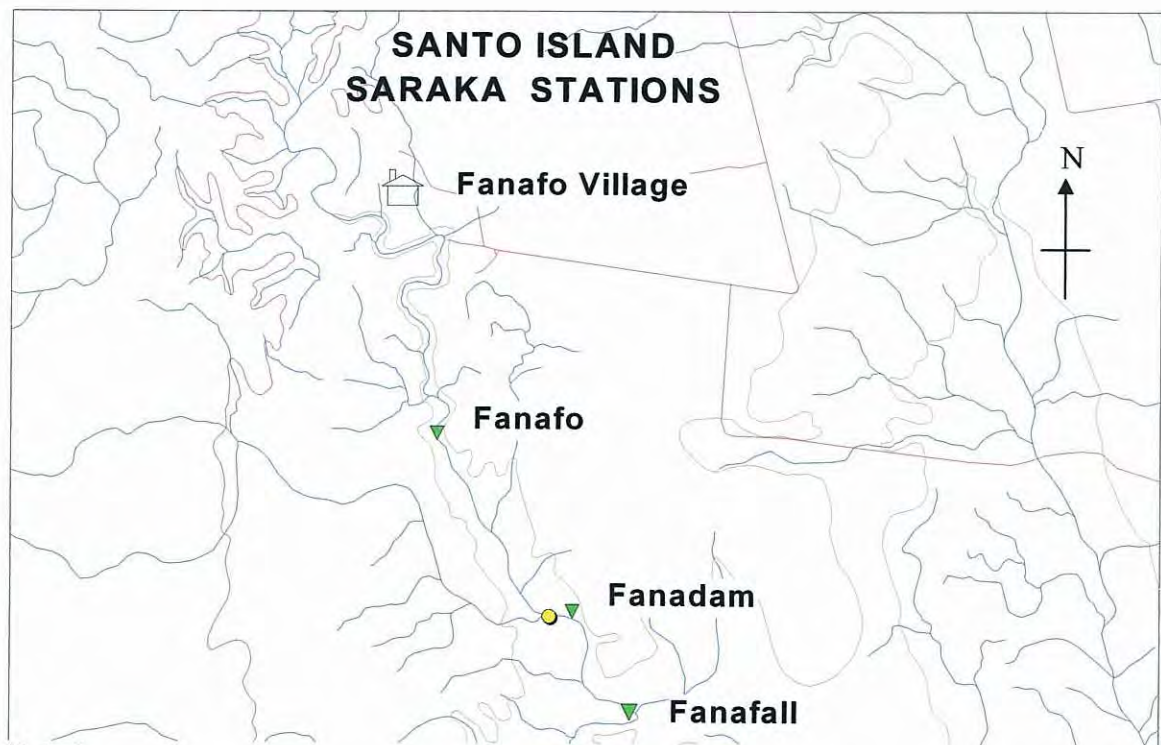 SANTO ISLAND
SARAKA STATIONS
N
Fanafo Village
Fanafo
Fanadam
Fanafall